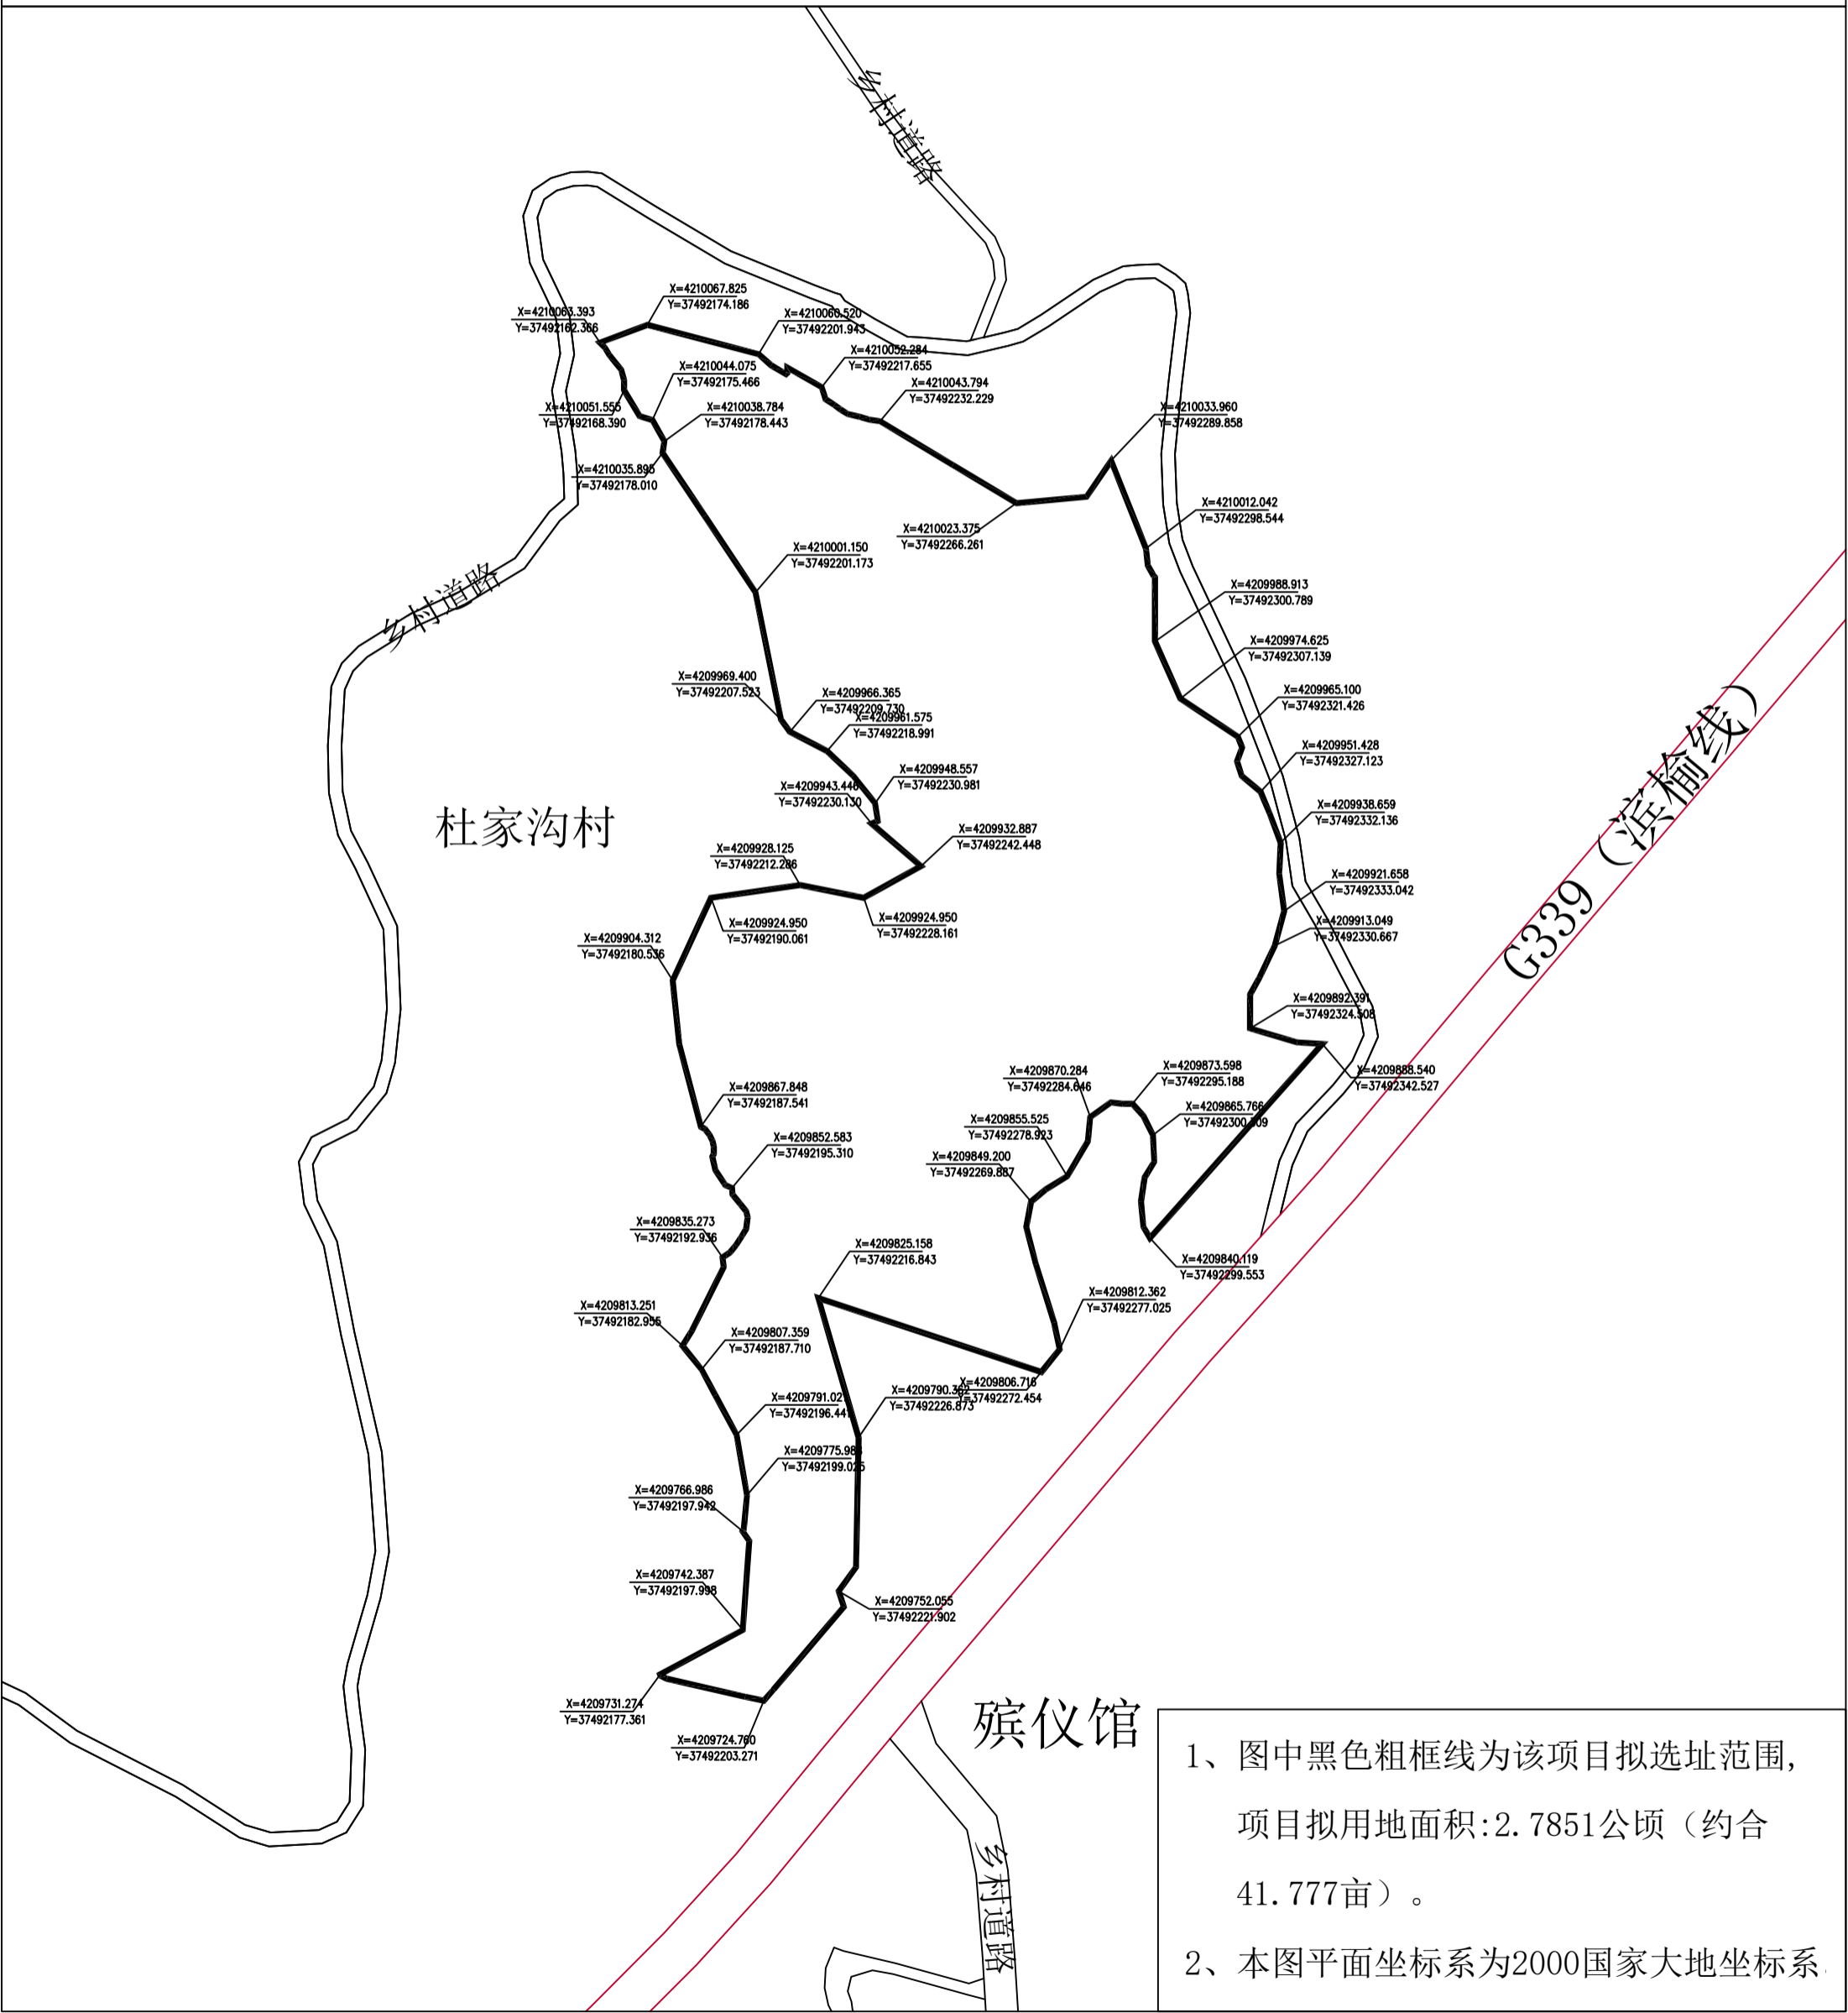 乡村道路
X=4210067.825
Y=37492174.186
X=4210063.393
Y=37492162.366
X=4210060.520
Y=37492201.943
X=4210052.284
Y=37492217.655
X=4210044.075
Y=37492175.466
X=4210043.794
Y=37492232.229
X=4210051.555
Y=37492168.390
X=4210038.784
Y=37492178.443
X=4210033.960
Y=37492289.858
X=4210035.895
Y=37492178.010
X=4210012.042
Y=37492298.544
X=4210023.375
Y=37492266.261
X=4210001.150
Y=37492201.173
乡村道路
X=4209988.913
Y=37492300.789
X=4209974.625
Y=37492307.139
X=4209969.400
Y=37492207.523
X=4209966.365
Y=37492209.730
X=4209965.100
Y=37492321.426
X=4209961.575
Y=37492218.991
X=4209951.428
Y=37492327.123
G339（滨榆线）
X=4209948.557
Y=37492230.981
X=4209943.446
Y=37492230.130
X=4209938.659
Y=37492332.136
杜家沟村
X=4209932.887
Y=37492242.448
X=4209928.125
Y=37492212.286
X=4209921.658
Y=37492333.042
X=4209924.950
Y=37492190.061
X=4209924.950
Y=37492228.161
X=4209913.049
Y=37492330.667
X=4209904.312
Y=37492180.536
X=4209892.391
Y=37492324.508
X=4209873.598
Y=37492295.188
X=4209870.284
Y=37492284.646
X=4209888.540
Y=37492342.527
X=4209867.848
Y=37492187.541
X=4209865.766
Y=37492300.309
X=4209855.525
Y=37492278.923
X=4209852.583
Y=37492195.310
X=4209849.200
Y=37492269.887
X=4209835.273
Y=37492192.936
X=4209825.158
Y=37492216.843
X=4209840.119
Y=37492299.553
X=4209812.362
Y=37492277.025
X=4209813.251
Y=37492182.955
X=4209807.359
Y=37492187.710
X=4209806.716
Y=37492272.454
X=4209790.362
Y=37492226.873
X=4209791.027
Y=37492196.441
X=4209775.983
Y=37492199.025
X=4209766.986
Y=37492197.942
X=4209742.387
Y=37492197.998
X=4209752.055
Y=37492221.902
X=4209731.274
Y=37492177.361
X=4209724.760
Y=37492203.271
殡仪馆
乡村道路
1、图中黑色粗框线为该项目拟选址范围,
项目拟用地面积:2.7851公顷（约合
41.777亩）。
2、本图平面坐标系为2000国家大地坐标系.